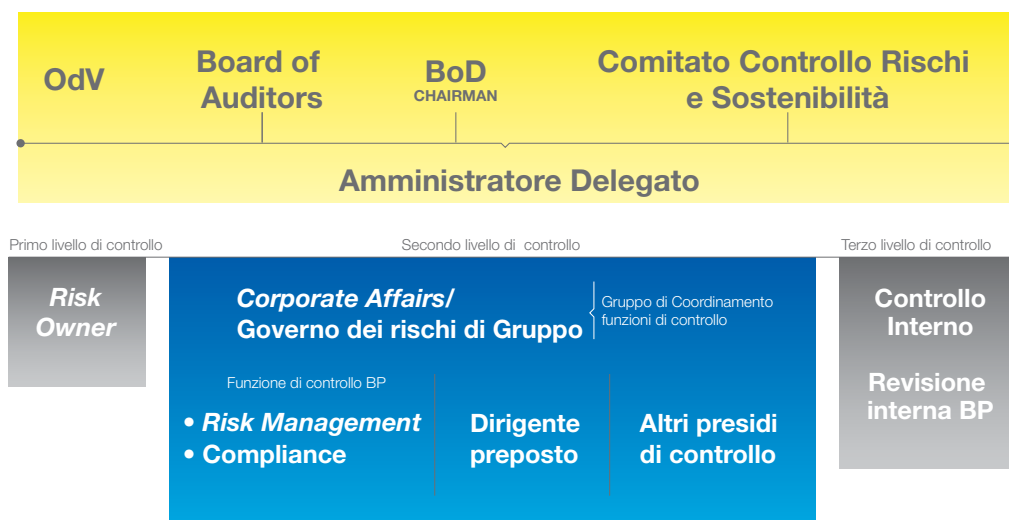 OdV
Board of
Auditors
BoD
CHAIRMAN
Comitato Controllo Rischi
e Sostenibilità
Amministratore Delegato
Primo livello di controllo
Secondo livello di controllo
Terzo livello di controllo
Risk
Owner
Corporate Affairs/
Governo dei rischi di Gruppo
Gruppo di Coordinamento
funzioni di controllo
Funzione di controllo BP
• Risk Management
• Compliance
Dirigente
preposto
Altri presidi
di controllo
Controllo
Interno
Revisione
interna BP